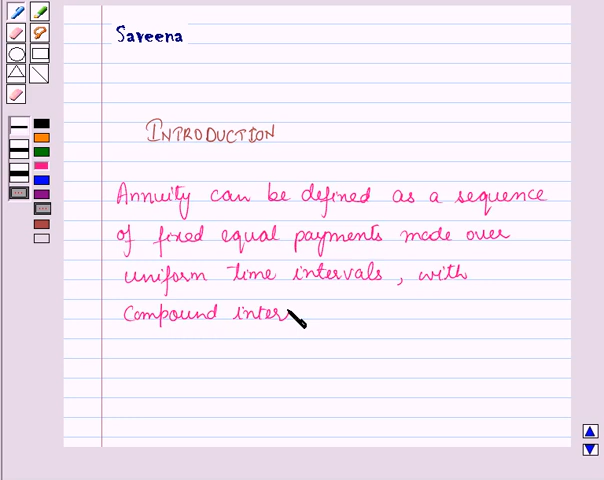 Saveena
INTRODUCTION
Annuity can be defined as a sequence
of fixed equal payments made over
uniform time intervals, with
compound inter